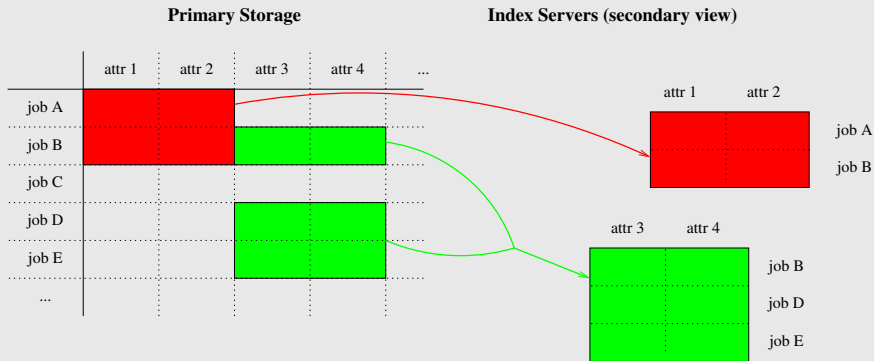 Primary Storage
Index Servers (secondary view)
attr 1 attr 2 attr 3 attr 4 ...
job A
job B
job C
job D
job E
...
attr 1 attr 2
job A
job B
attr 3 attr 4
job B
job D
job E